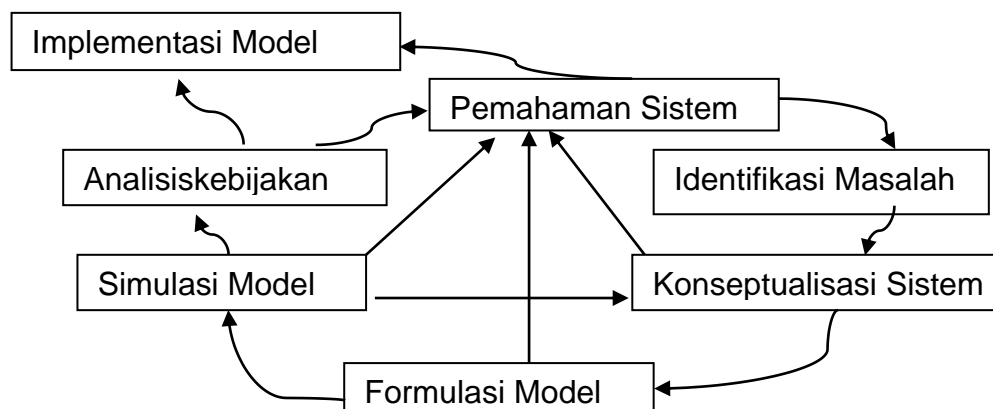 Implementasi Model
Pemahaman Sistem
Analisiskebijakan
Identifikasi Masalah
Simulasi Model
Konseptualisasi Sistem
Formulasi Model